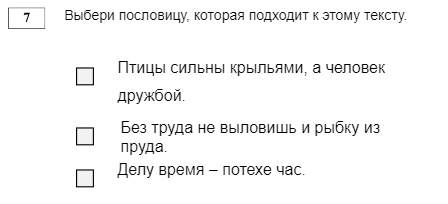 7 Выбери пословицу, которая подходит к этому тексту.
Птицы сильны крыльями, а человек
дружбой.
Без труда не выловишь и рыбку из
пруда.
Делу время – потехе час.